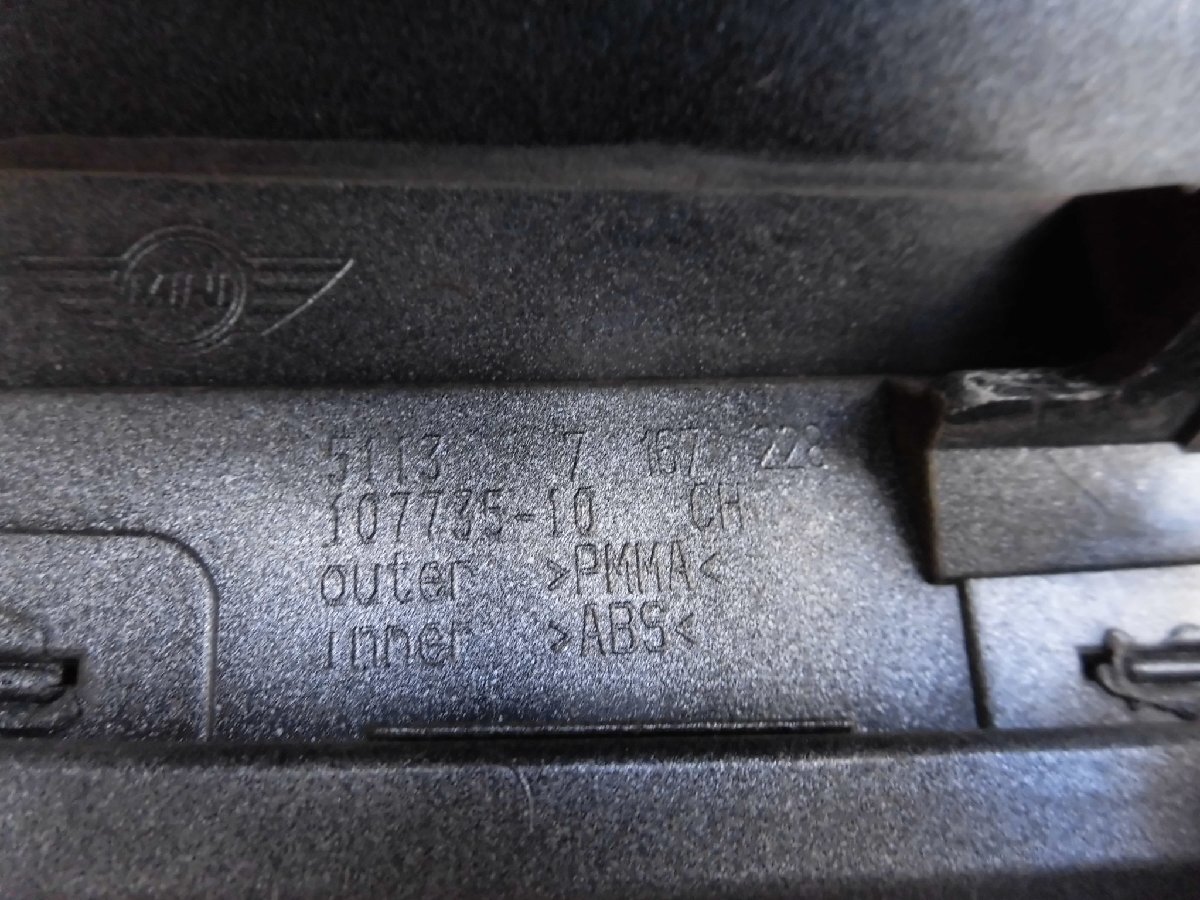 MINI
5113 7 167 228
107735-10 CH
outer >PMMA<
inner >ABS<